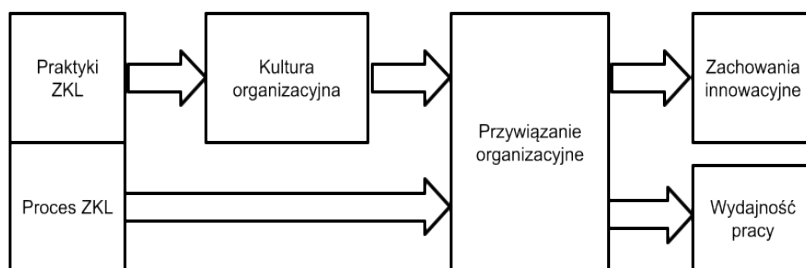 Praktyki
ZKL
Kultura
organizacyjna
Przywiązanie
organizacyjne
Zachowania
innowacyjne
Proces ZKL
Wydajność
pracy